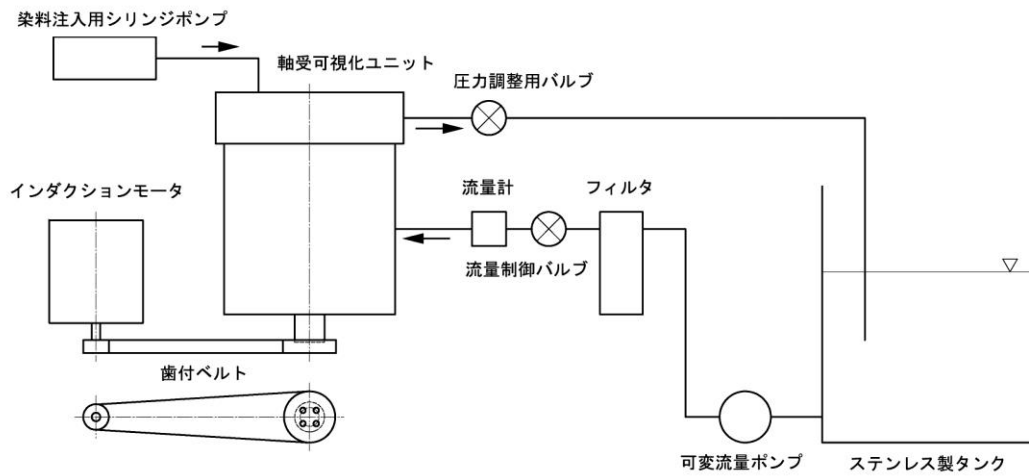 染料注入用シリンジポンプ
軸受可視化ユニット
圧力調整用バルブ
インダクションモータ
流量計
フィルタ
流量制御バルブ
歯付ベルト
可変流量ポンプ
ステンレス製タンク